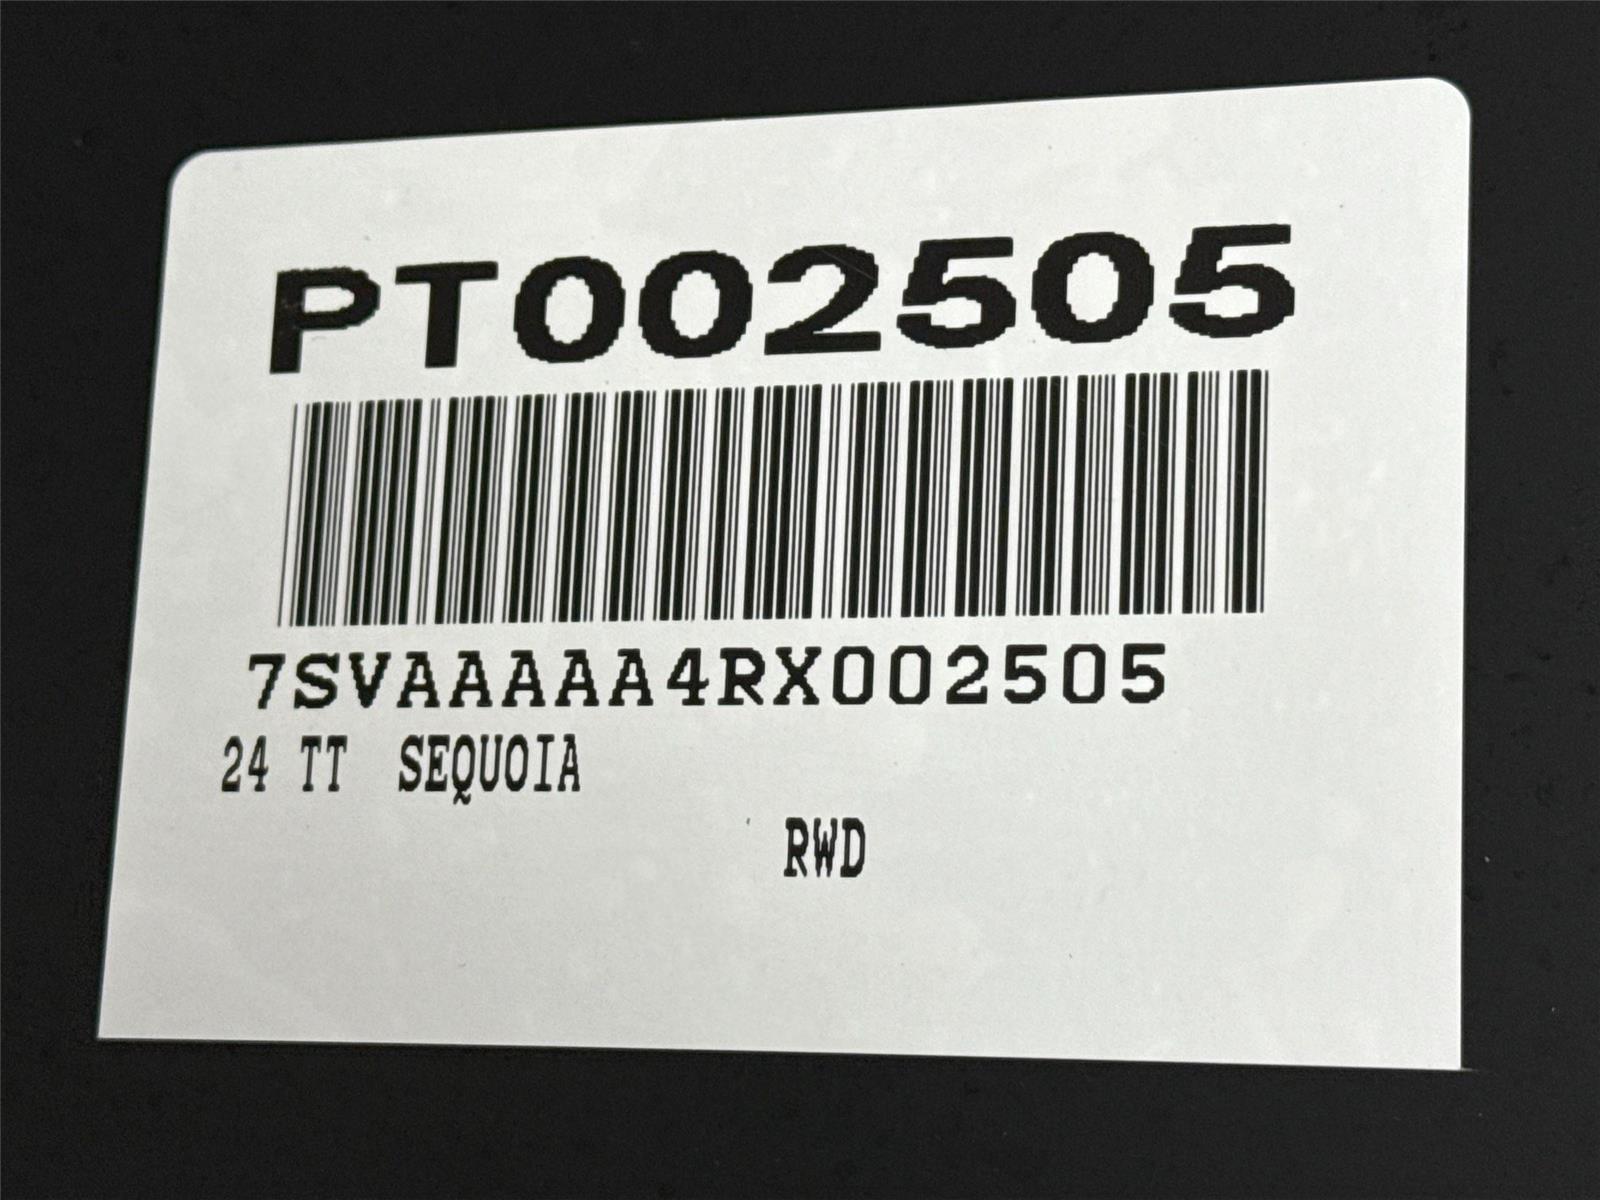 PT002505
7SVAAAAA4RX002505
24 TT SEQUOIA
RWD